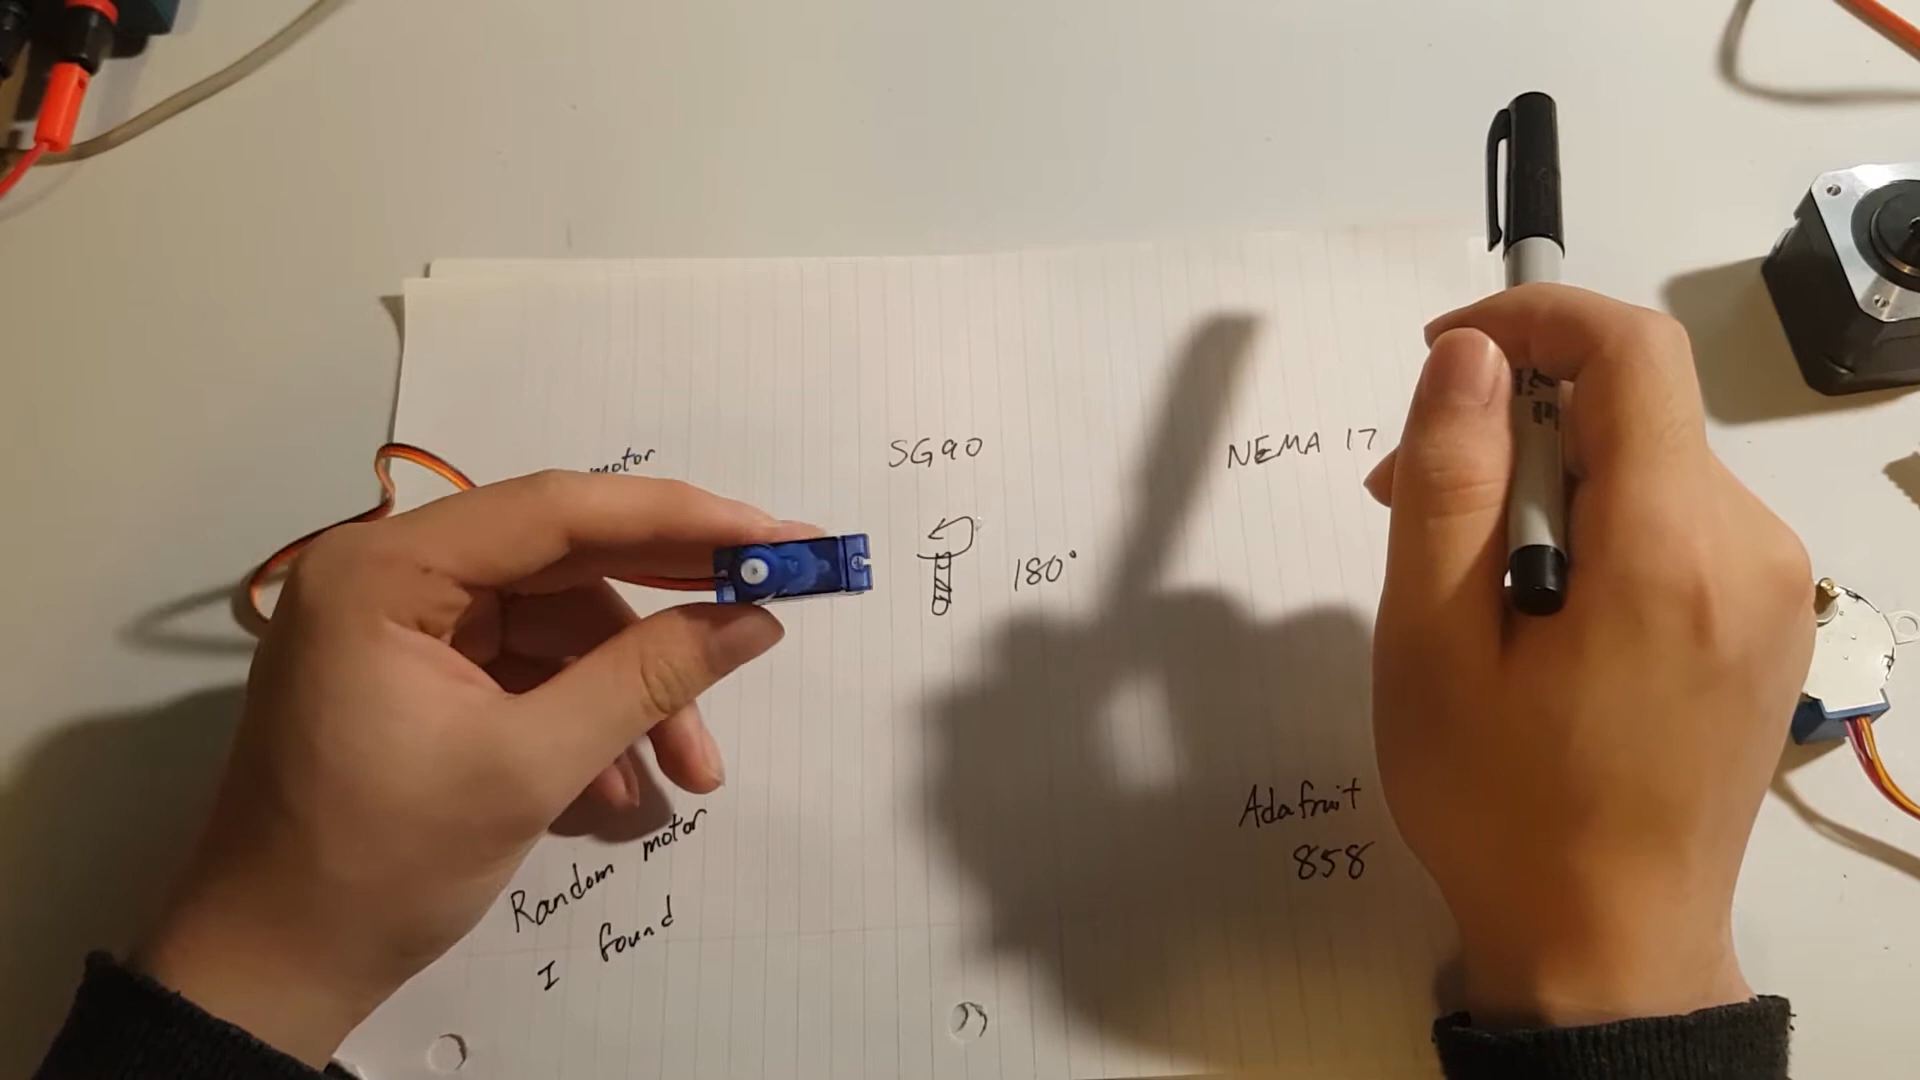 motor
SG90
NEMA 17
180°
Adafruit
858
Random motor
I found